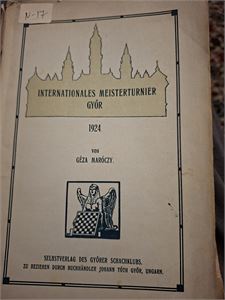 N-17
INTERNATIONALES MEISTERTURNIER
GYŐR
1924
VON
GÉZA MARÓCZY.
SELBSTVERLAG DES GYŐRER SCHACHKLUBS,
ZU BEZIEHEN DURCH BUCHHÄNDLER JOHANN TÓTH GYŐR, UNGARN.